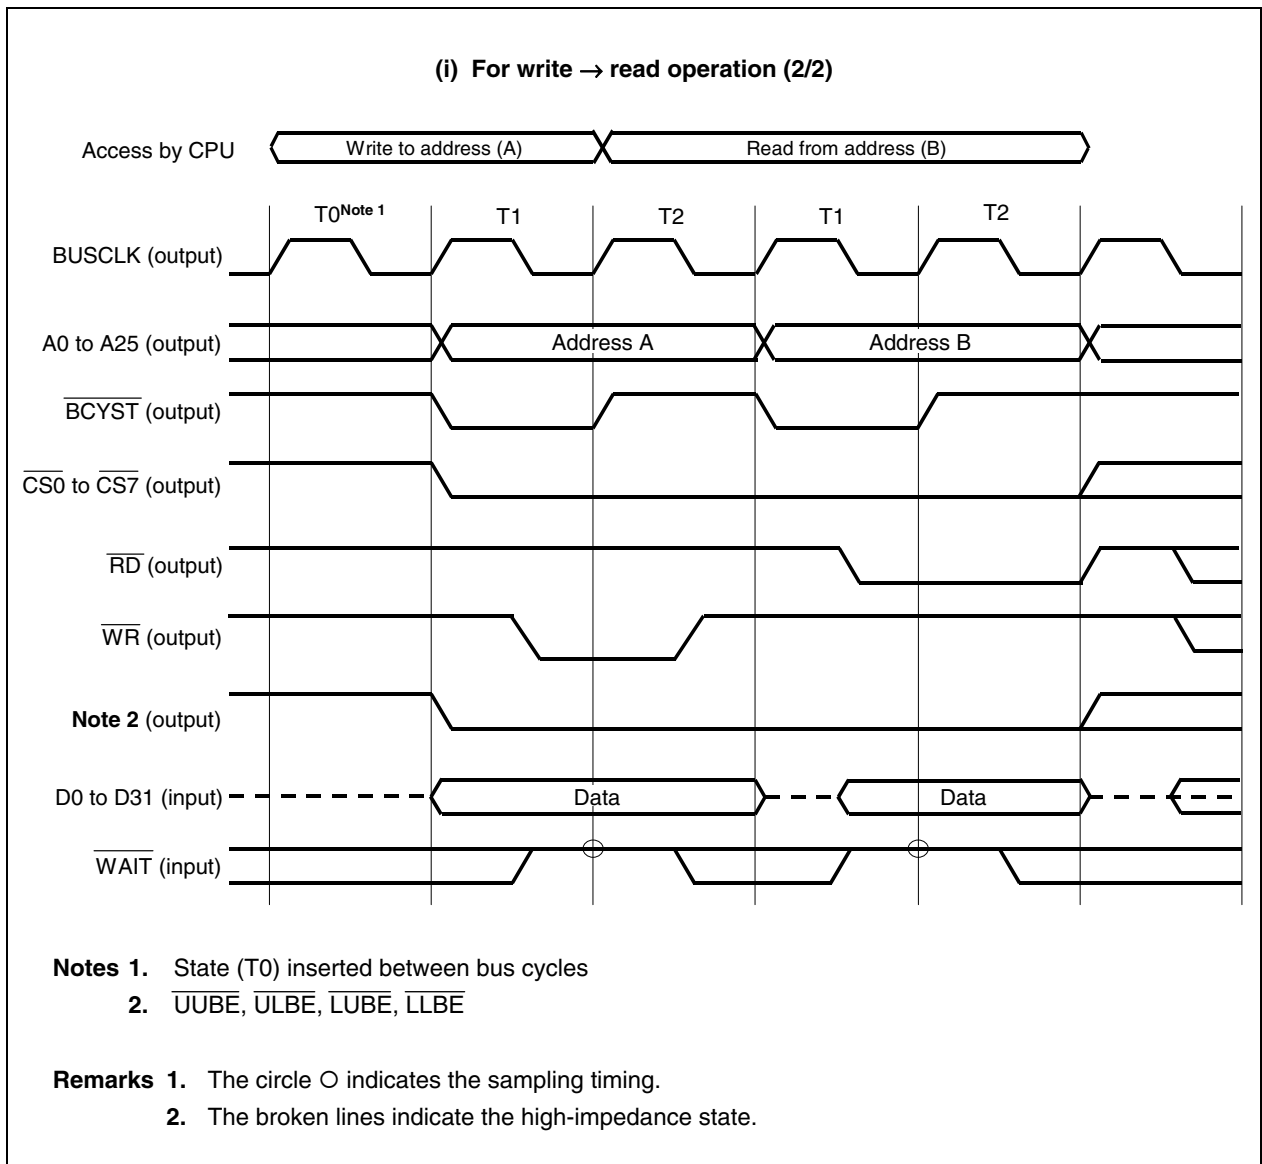 (i) For write → read operation (2/2)
Access by CPU
Write to address (A)
Read from address (B)
T0Note 1
T1
T2
T1
T2
BUSCLK (output)
A0 to A25 (output)
Address A
Address B
BCYST (output)
CS0 to CS7 (output)
RD (output)
WR (output)
Note 2 (output)
D0 to D31 (input)
Data
Data
WAIT (input)
Notes 1. State (T0) inserted between bus cycles
2. UUBE, ULBE, LUBE, LLBE
Remarks 1. The circle ○ indicates the sampling timing.
2. The broken lines indicate the high-impedance state.